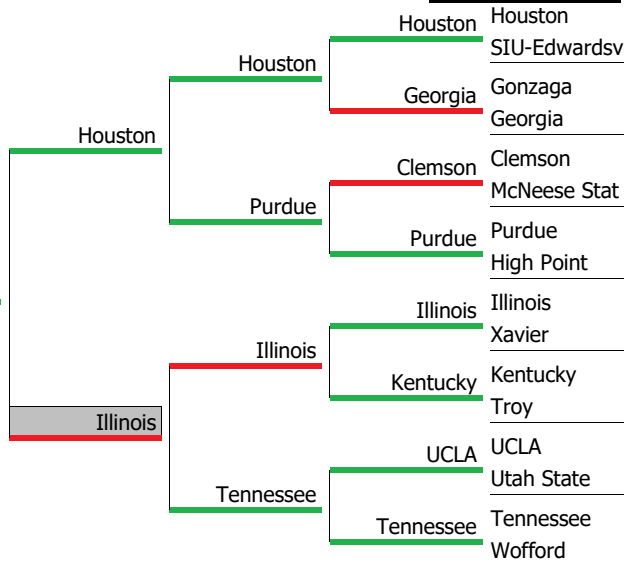 Houston
Houston
SIU-Edwardsv
Houston
Georgia
Gonzaga
Georgia
Houston
Clemson
Clemson
McNeese Stat
Purdue
Purdue
Purdue
High Point
Illinois
Illinois
Xavier
Illinois
Kentucky
Kentucky
Troy
Illinois
UCLA
UCLA
Utah State
Tennessee
Tennessee
Tennessee
Wofford